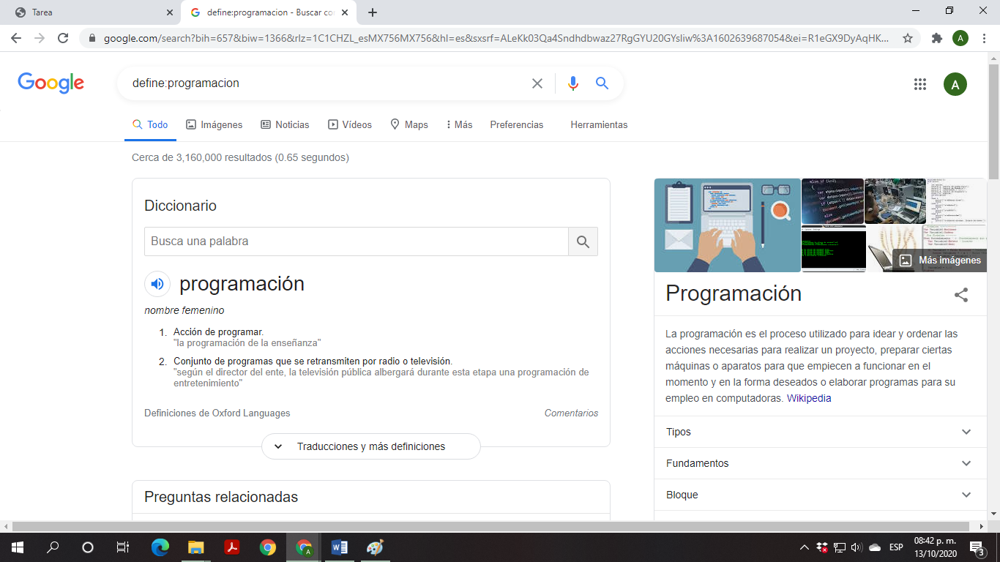 Tarea
define:programacion - Buscar co
google.com/search?bih=657&biw=1366&rlz=1C1CHZL_esMX756MX756&hl=es&sxsrf=ALeKk03Qa4Sndhdbwaz27RgGYU20GYsliw%3A1602639687054&ei=R1eGX9DyAqHK...
A
Google
define:programacion
A
Todo
Imágenes
Noticias
Vídeos
Maps
Más
Preferencias
Herramientas
Cerca de 3,160,000 resultados (0.65 segundos)
Diccionario
Busca una palabra
programación
nombre femenino
1. Acción de programar.
"la programación de la enseñanza"
2. Conjunto de programas que se retransmiten por radio o televisión.
"según el director del ente, la televisión pública albergará durante esta etapa una programación de
entretenimiento"
Definiciones de Oxford Languages
Comentarios
Traducciones y más definiciones
Preguntas relacionadas
Más imágenes
Programación
La programación es el proceso utilizado para idear y ordenar las
acciones necesarias para realizar un proyecto, preparar ciertas
máquinas o aparatos para que empiecen a funcionar en el
momento y en la forma deseados o elaborar programas para su
empleo en computadoras. Wikipedia
Tipos
Fundamentos
Bloque
ESP
08:42 p. m.
13/10/2020
3